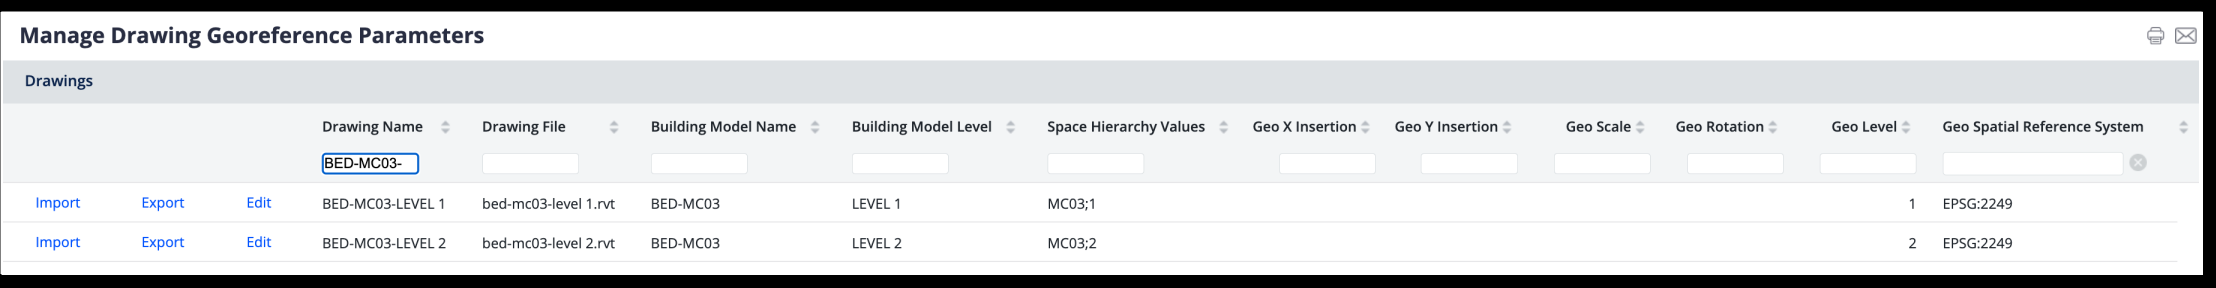 Manage Drawing Georeference Parameters
Drawings
Drawing Name Drawing File Building Model Name Building Model Level Space Hierarchy Values Geo X Insertion Geo Y Insertion Geo Scale Geo Rotation Geo Level Geo Spatial Reference System
BED-MC03-
Import Export Edit BED-MC03-LEVEL 1 bed-mc03-level 1.rvt BED-MC03 LEVEL 1 MC03;1 1 EPSG:2249
Import Export Edit BED-MC03-LEVEL 2 bed-mc03-level 2.rvt BED-MC03 LEVEL 2 MC03;2 2 EPSG:2249